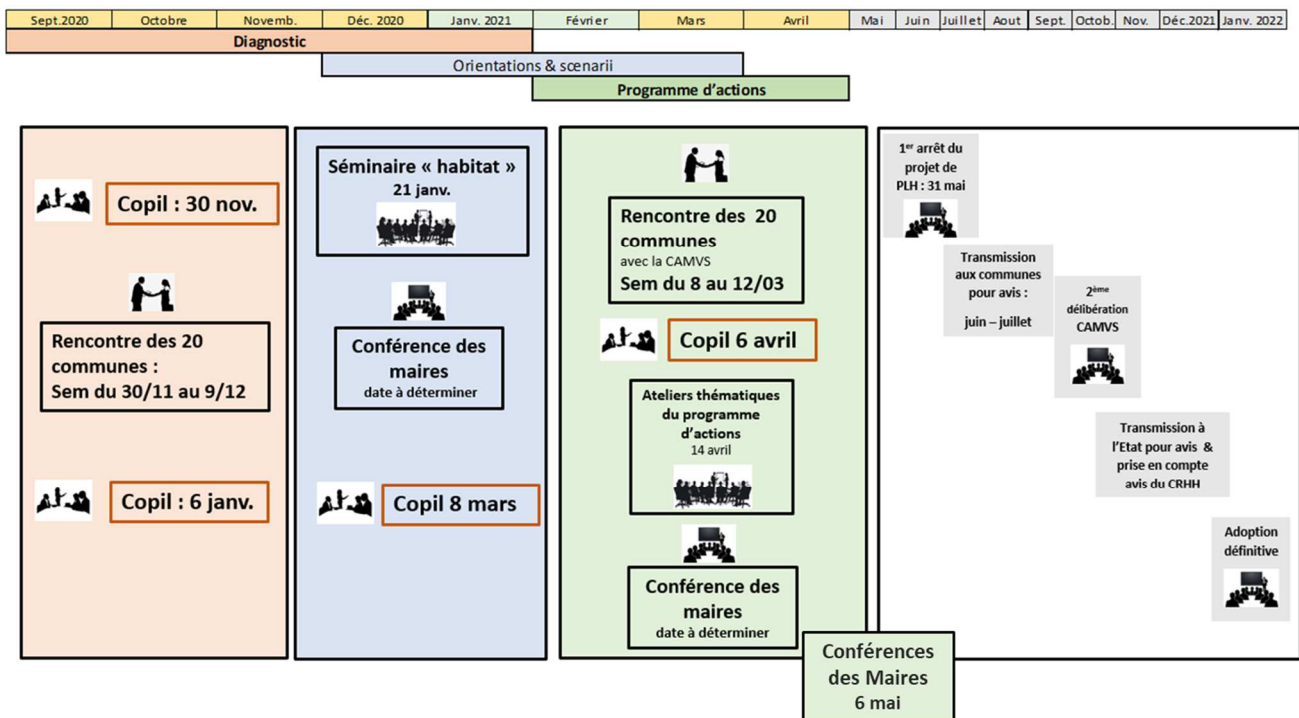 Sept.2020 Octobre Novemb. Déc. 2020 Janv. 2021 Février Mars Avril Mai Juin Juillet Aout Sept. Octob. Nov. Déc.2021 Janv. 2022
Diagnostic
Orientations & scenarii
Programme d'actions
Copil : 30 nov.
Rencontre des 20
communes :
Sem du 30/11 au 9/12
Copil : 6 janv.
Séminaire « habitat »
21 janv.
Conférence des
maires
date à déterminer
Copil 8 mars
Rencontre des 20
communes
avec la CAMVS
Sem du 8 au 12/03
Copil 6 avril
Ateliers thématiques
du programme
d'actions
14 avril
Conférence des
maires
date à déterminer
Conférences
des Maires
6 mai
1er arrêt du
projet de
PLH : 31 mai
Transmission
aux communes
pour avis :
juin – juillet
2ème
délibération
CAMVS
Transmission à
l'Etat pour avis &
prise en compte
avis du CRHH
Adoption
définitive